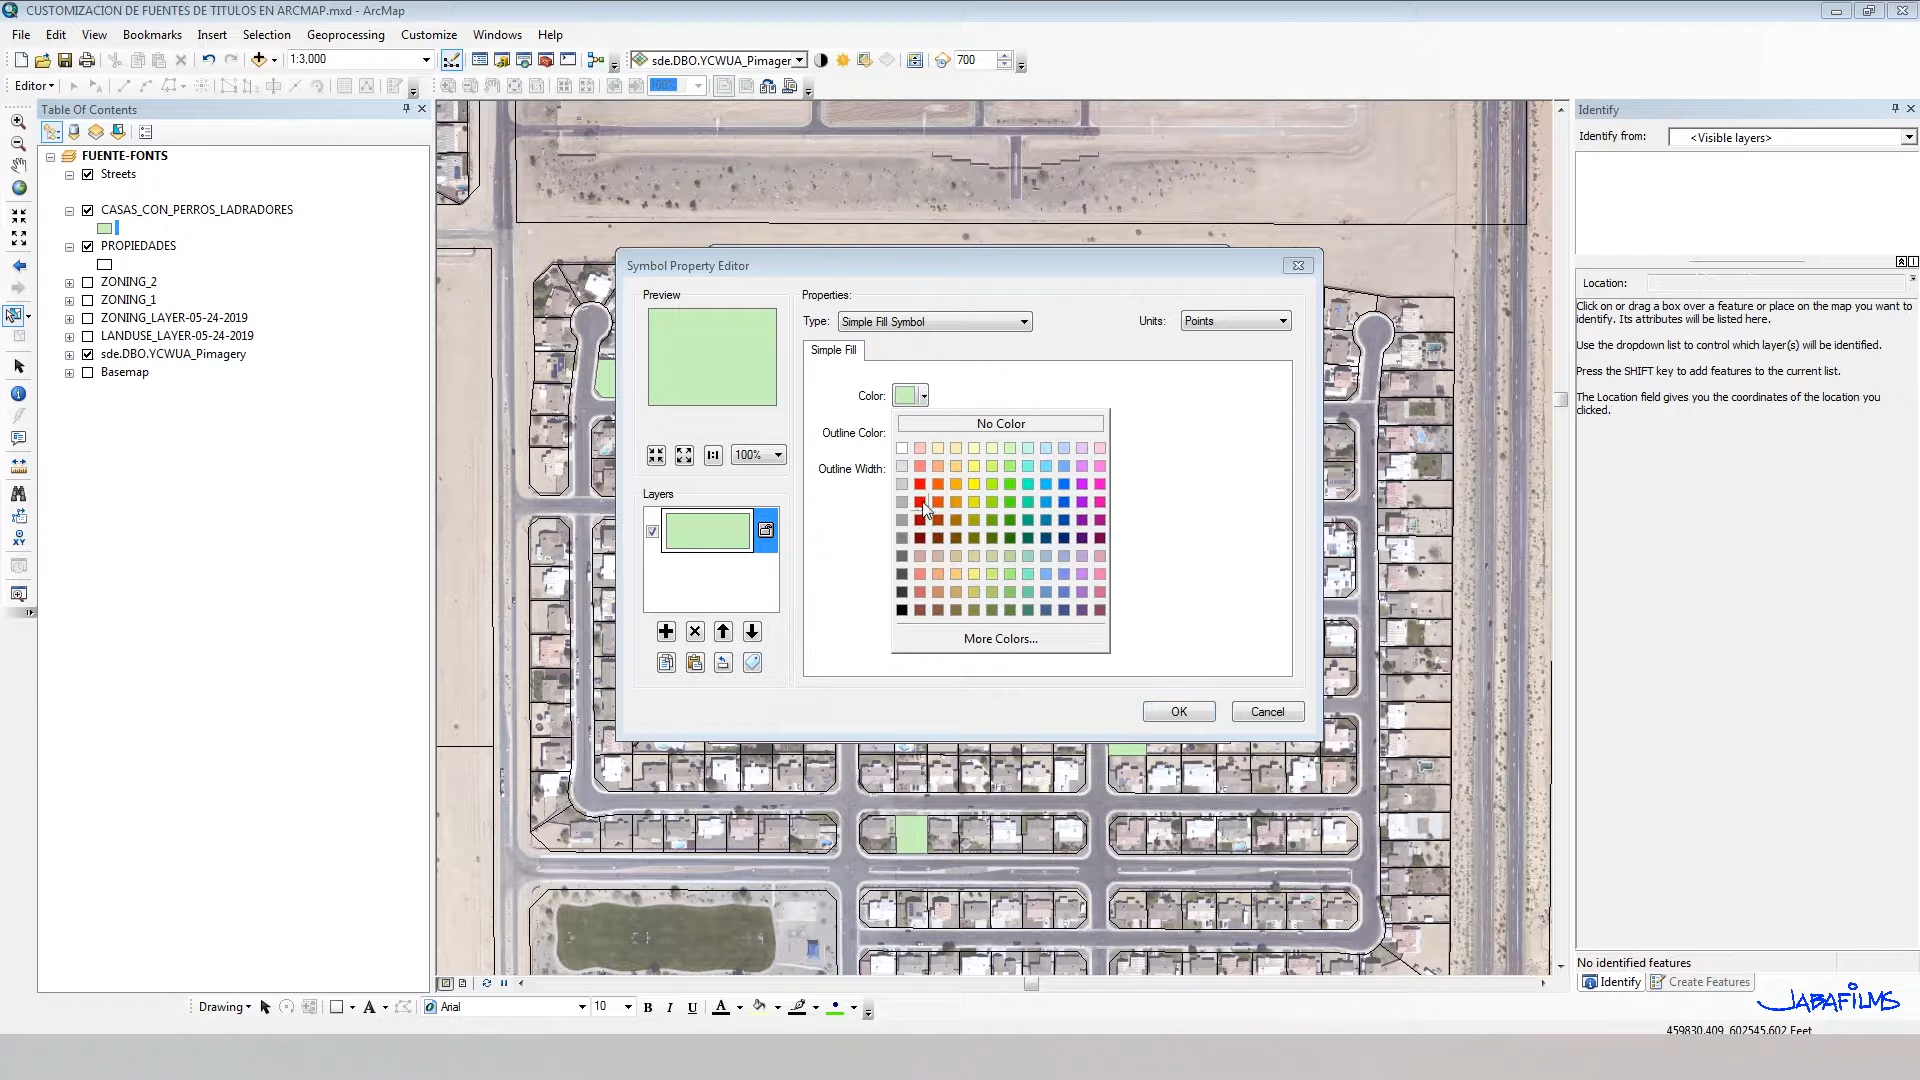 CUSTOMIZACION DE FUENTES DE TITULOS EN ARCMAP.mxd - ArcMap
File Edit View Bookmarks Insert Selection Geoprocessing Customize Windows Help
1:3,000
sde.DBO.YCWUA_Pimager
700
Editor
100%
Table Of Contents
FUENTE-FONTS
Streets
CASAS_CON_PERROS_LADRADORES
PROPIEDADES
ZONING_2
ZONING_1
ZONING_LAYER-05-24-2019
LANDUSE_LAYER-05-24-2019
sde.DBO.YCWUA_Pimagery
Basemap
Symbol Property Editor
Preview
100%
Layers
Properties:
Type: Simple Fill Symbol
Units: Points
Simple Fill
Color:
Outline Color:
Outline Width:
No Color
More Colors...
OK
Cancel
Identify
Identify from: <Visible layers>
Location:
Click on or drag a box over a feature or place on the map you want to
identify. Its attributes will be listed here.
Use the dropdown list to control which layer(s) will be identified.
Press the SHIFT key to add features to the current list.
The Location field gives you the coordinates of the location you
clicked.
No identified features
Identify Create Features
JABAFILMS
Drawing
A
Arial
10
B I U A
459830.409 602545.602 Feet